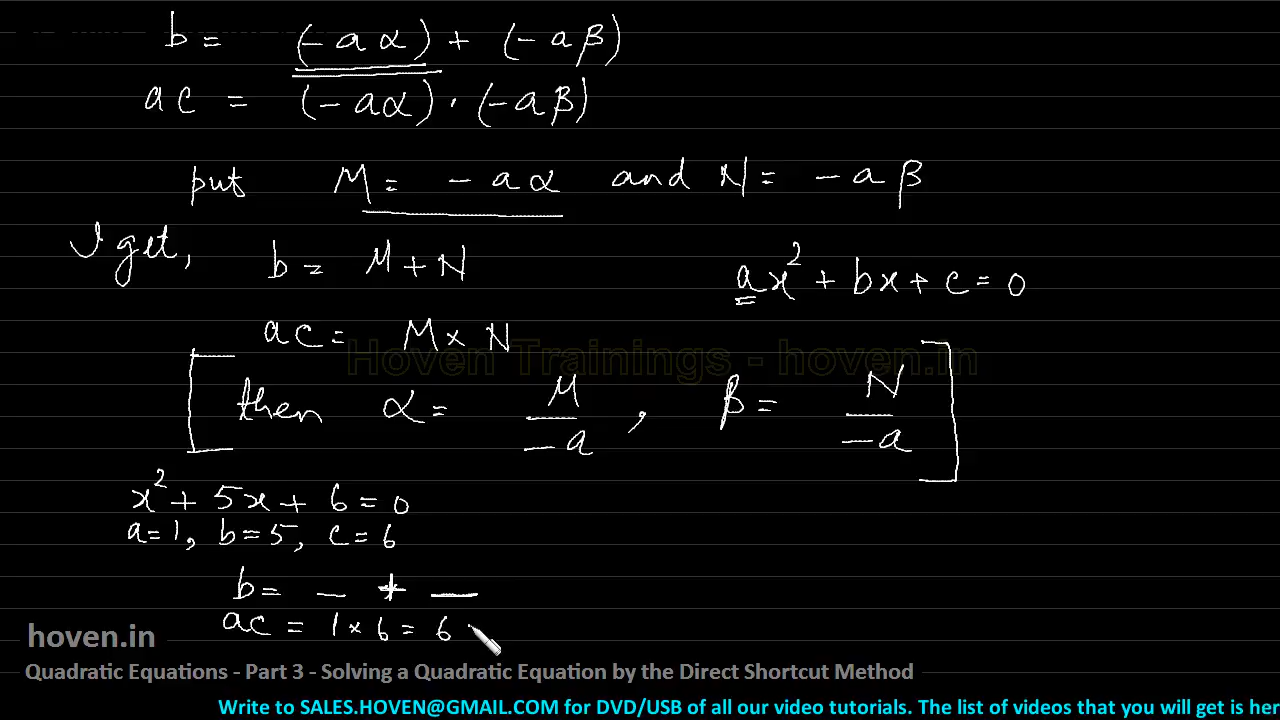 b = (-aα) + (-aβ)
ac = (-aα) · (-aβ)
put M = -aα and N = -aβ
I get,
b = M + N
ax² + bx + c = 0
ac = M × N
Hoven Trainings - hoven.in
then α = M/-a , β = N/-a
x² + 5x + 6 = 0
a=1, b=5, c=6
b = _ + _
ac = 1 × 6 = 6
hoven.in
Quadratic Equations - Part 3 - Solving a Quadratic Equation by the Direct Shortcut Method
Write to SALES.HOVEN@GMAIL.COM for DVD/USB of all our video tutorials. The list of videos that you will get is her